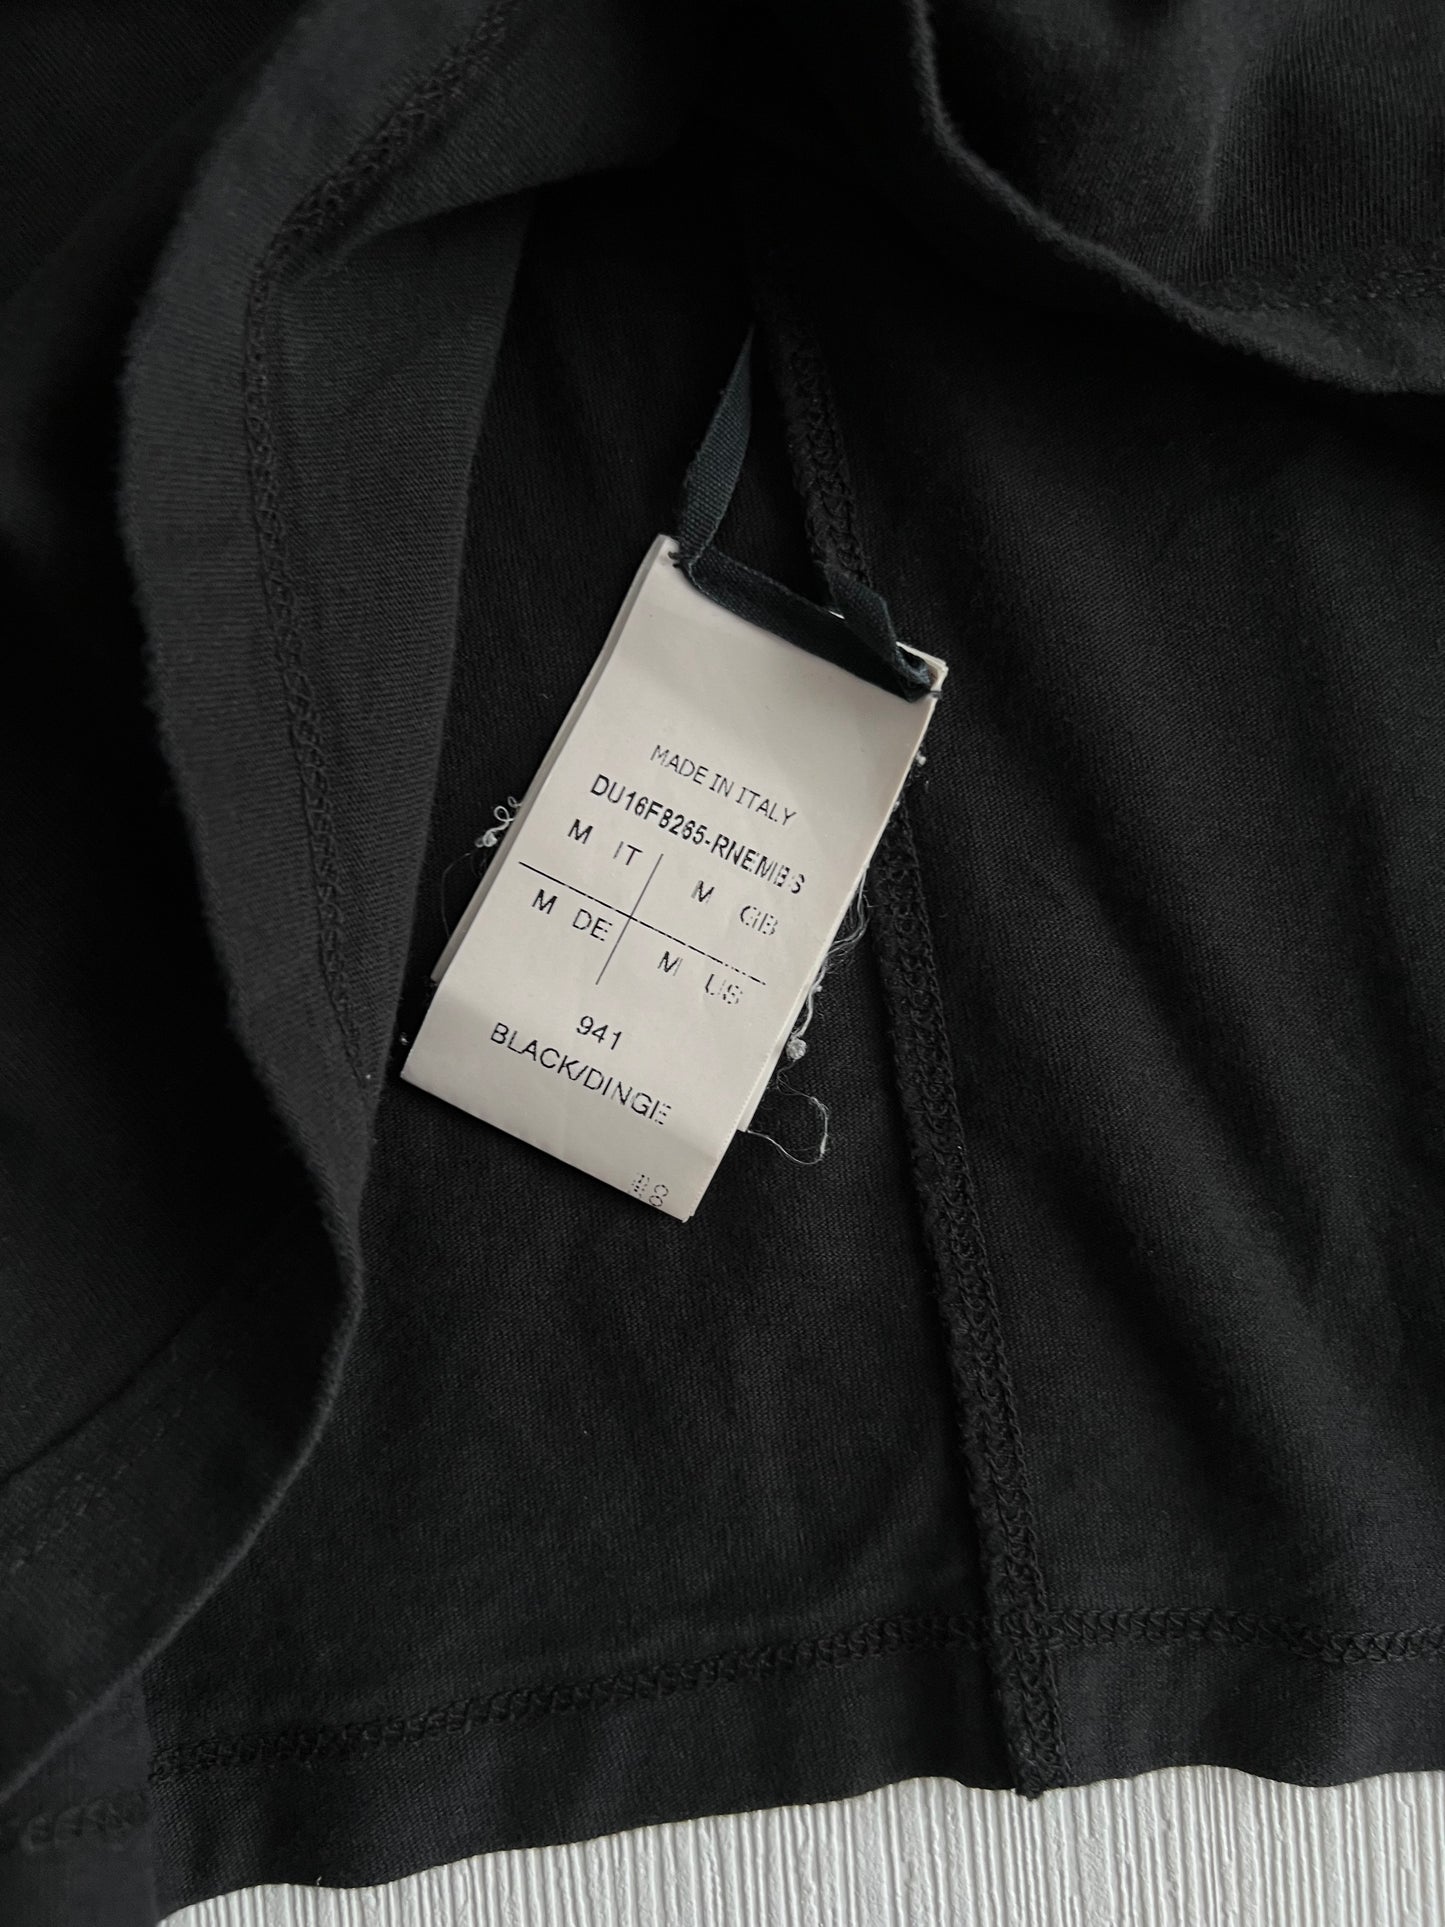 MADE IN ITALY
DU16F8265-RNEMBS
M IT M GB
M DE M US
941
BLACK/DINGE